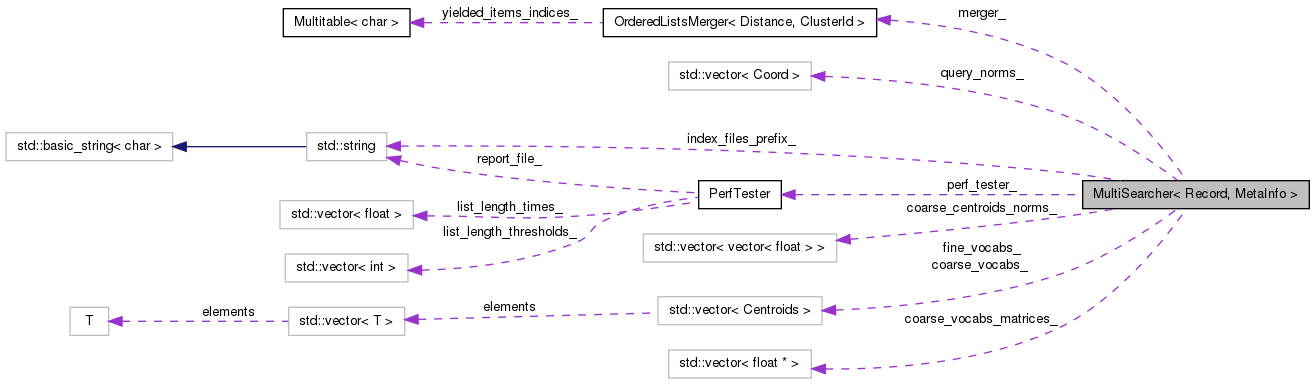 Multitable< char >
yielded_items_indices_
OrderedListsMerger< Distance, ClusterId >
merger_
std::vector< Coord >
query_norms_
std::basic_string< char >
std::string
index_files_prefix_
report_file_
PerfTester
perf_tester_
MultiSearcher< Record, MetaInfo >
std::vector< float >
list_length_times_
coarse_centroids_norms_
list_length_thresholds_
std::vector< vector< float > >
std::vector< int >
fine_vocabs_
coarse_vocabs_
T
elements
std::vector< T >
elements
std::vector< Centroids >
coarse_vocabs_matrices_
std::vector< float * >